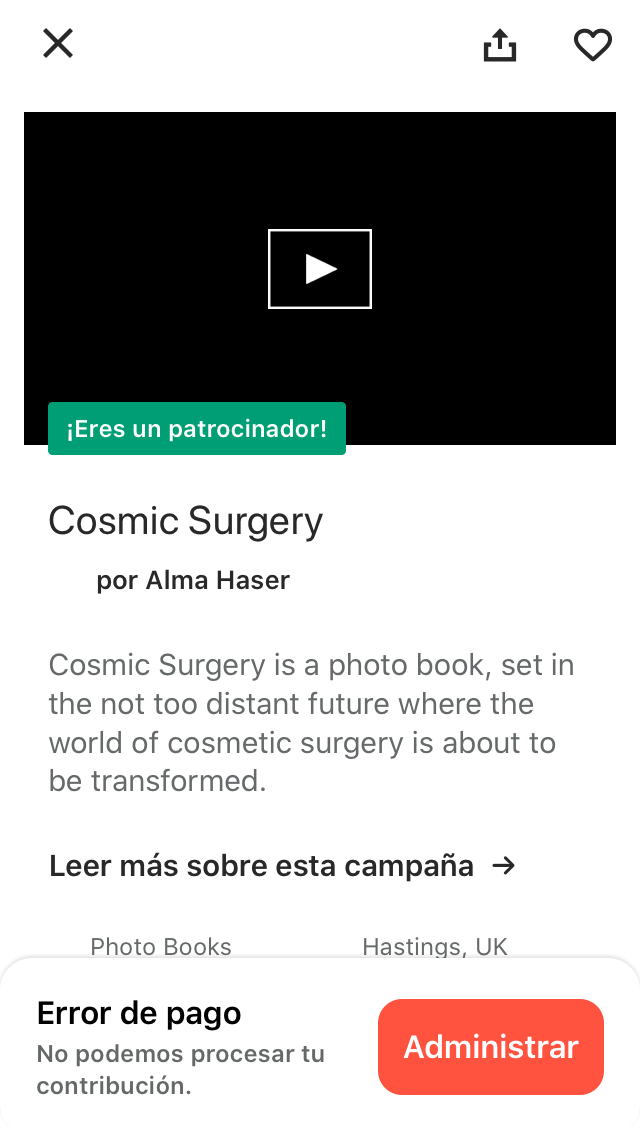 ¡Eres un patrocinador!
Cosmic Surgery
por Alma Haser
Cosmic Surgery is a photo book, set in
the not too distant future where the
world of cosmetic surgery is about to
be transformed.
Leer más sobre esta campaña →
Photo Books
Hastings, UK
Error de pago
No podemos procesar tu
contribución.
Administrar